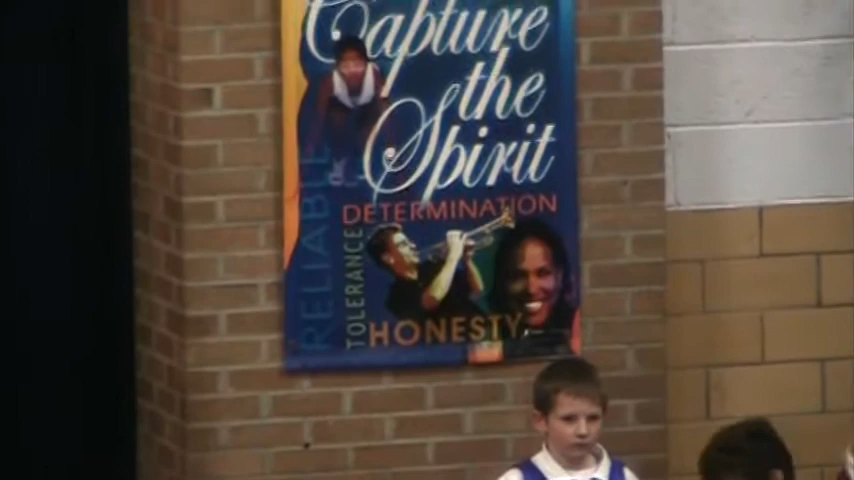 Capture
the
Spirit
DETERMINATION
RELIABLE
TOLERANCE
HONESTY